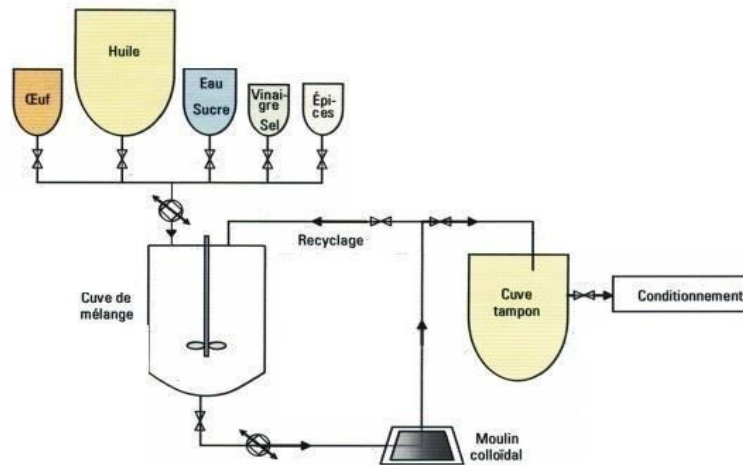 Huile
Œuf
Eau
Sucre
Vinai-
gre
Sel
Épi-
ces
Recyclage
Cuve de
mélange
Cuve
tampon
Conditionnement
Moulin
colloïdal